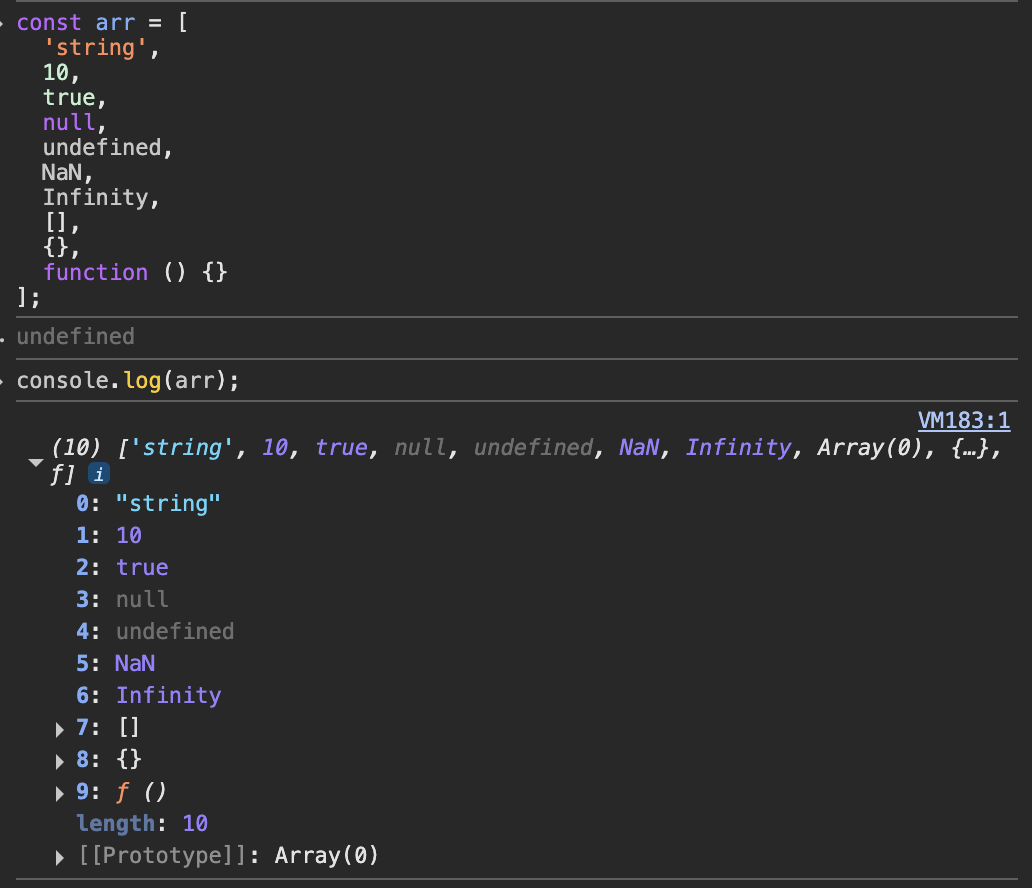 const arr = [
  'string',
  10,
  true,
  null,
  undefined,
  NaN,
  Infinity,
  [],
  {},
  function () {}
];
undefined
console.log(arr);
VM183:1
(10) ['string', 10, true, null, undefined, NaN, Infinity, Array(0), {…},
ƒ] i
0: "string"
1: 10
2: true
3: null
4: undefined
5: NaN
6: Infinity
7: []
8: {}
9: ƒ ()
length: 10
[[Prototype]]: Array(0)